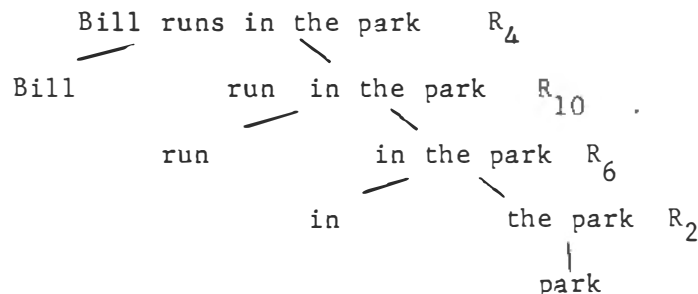 Bill runs in the park R₄
Bill run in the park R₁₀ .
run in the park R₆
in the park R₂
park